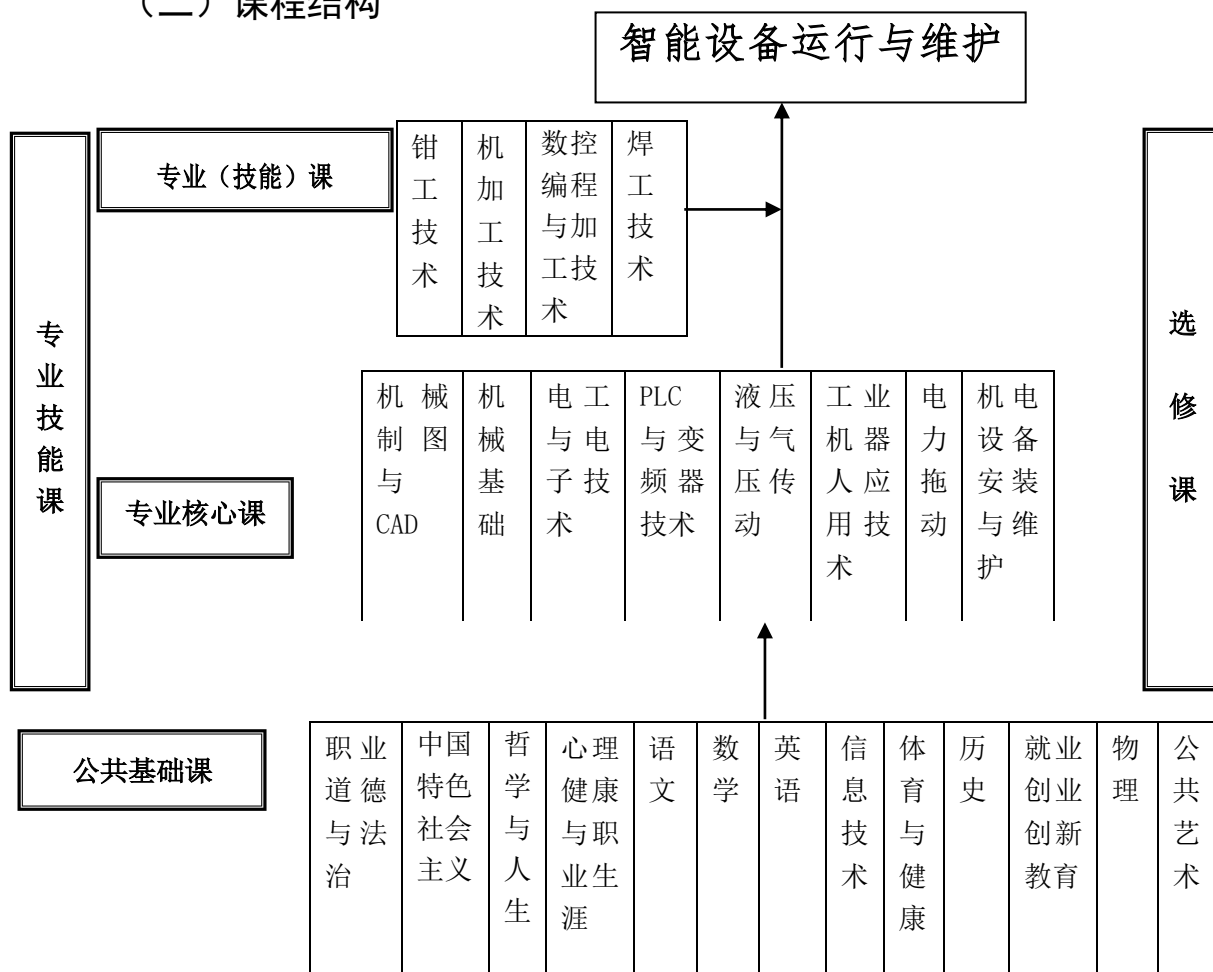 （二）课程结构
智能设备运行与维护
专业（技能）课
钳
工
技
术
机
加
工
技
术
数控
编程
与加
工技
术
焊
工
技
术
专
业
技
能
课
选
修
课
专业核心课
机 械
制 图
与
CAD
机
械
基
础
电 工
与 电
子 技
术
PLC
与 变
频 器
技术
液 压
与 气
压 传
动
工 业
机 器
人 应
用 技
术
电
力
拖
动
机 电
设 备
安 装
与 维
护
公共基础课
职 业
道 德
与 法
治
中国
特色
社会
主义
哲
学
与
人
生
心理
健康
与职
业生
涯
语
文
数
学
英
语
信
息
技
术
体
育
与
健
康
历
史
就业
创业
创新
教育
物
理
公
共
艺
术